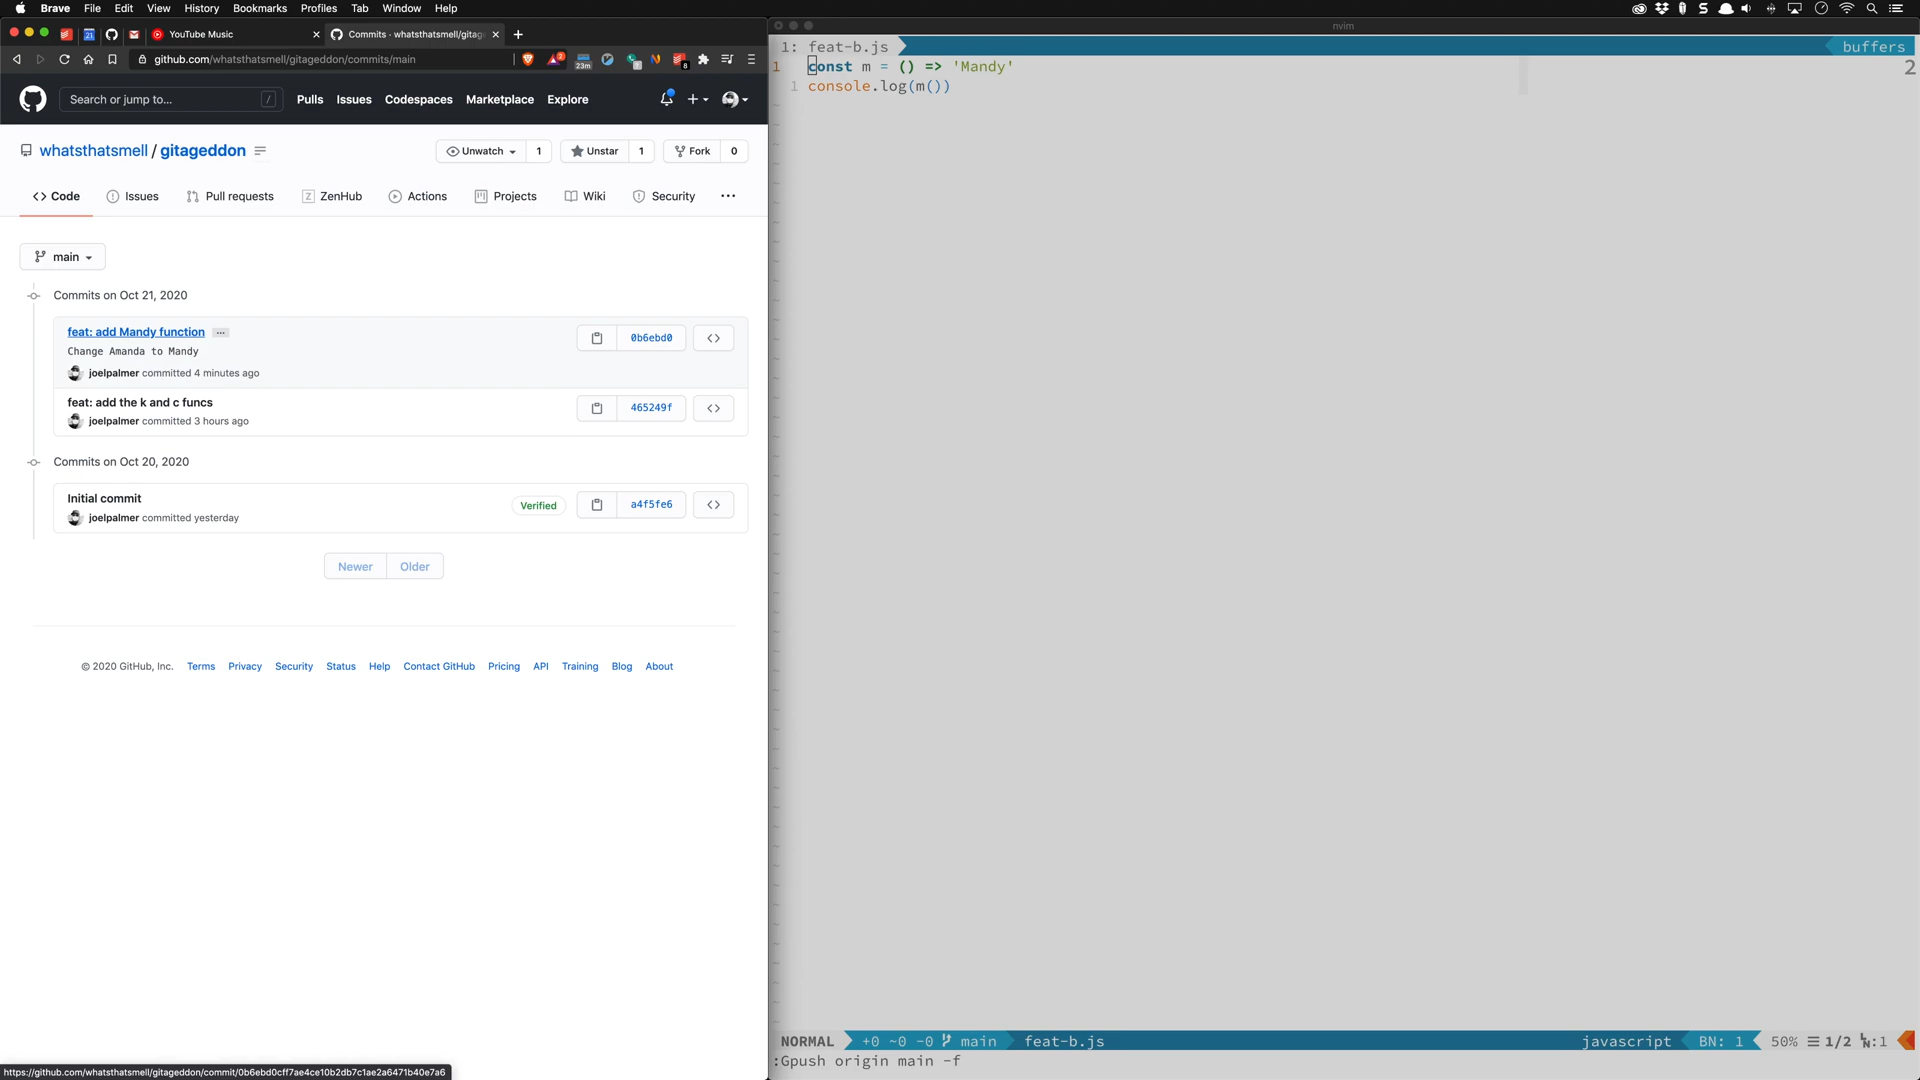 Brave File Edit View History Bookmarks Profiles Tab Window Help
YouTube Music
Commits · whatsthatsmell/gitage
github.com/whatsthatsmell/gitageddon/commits/main
23m
8
Search or jump to... /
Pulls Issues Codespaces Marketplace Explore
whatsthatsmell / gitageddon
Unwatch 1 Unstar 1 Fork 0
Code Issues Pull requests ZenHub Actions Projects Wiki Security ...
main
Commits on Oct 21, 2020
feat: add Mandy function ...
Change Amanda to Mandy
joelpalmer committed 4 minutes ago
0b6ebd0
feat: add the k and c funcs
joelpalmer committed 3 hours ago
465249f
Commits on Oct 20, 2020
Initial commit
joelpalmer committed yesterday
Verified
a4f5fe6
Newer Older
© 2020 GitHub, Inc. Terms Privacy Security Status Help Contact GitHub Pricing API Training Blog About
https://github.com/whatsthatsmell/gitageddon/commit/0b6ebd0cff7ae4ce10b2db7c1ae2a6471b40e7a6
nvim
1: feat-b.js
buffers
1 const m = () => 'Mandy'
2
1 console.log(m())
NORMAL +0 ~0 -0 main feat-b.js
javascript BN: 1 50% ☰ 1/2 :1
:Gpush origin main -f